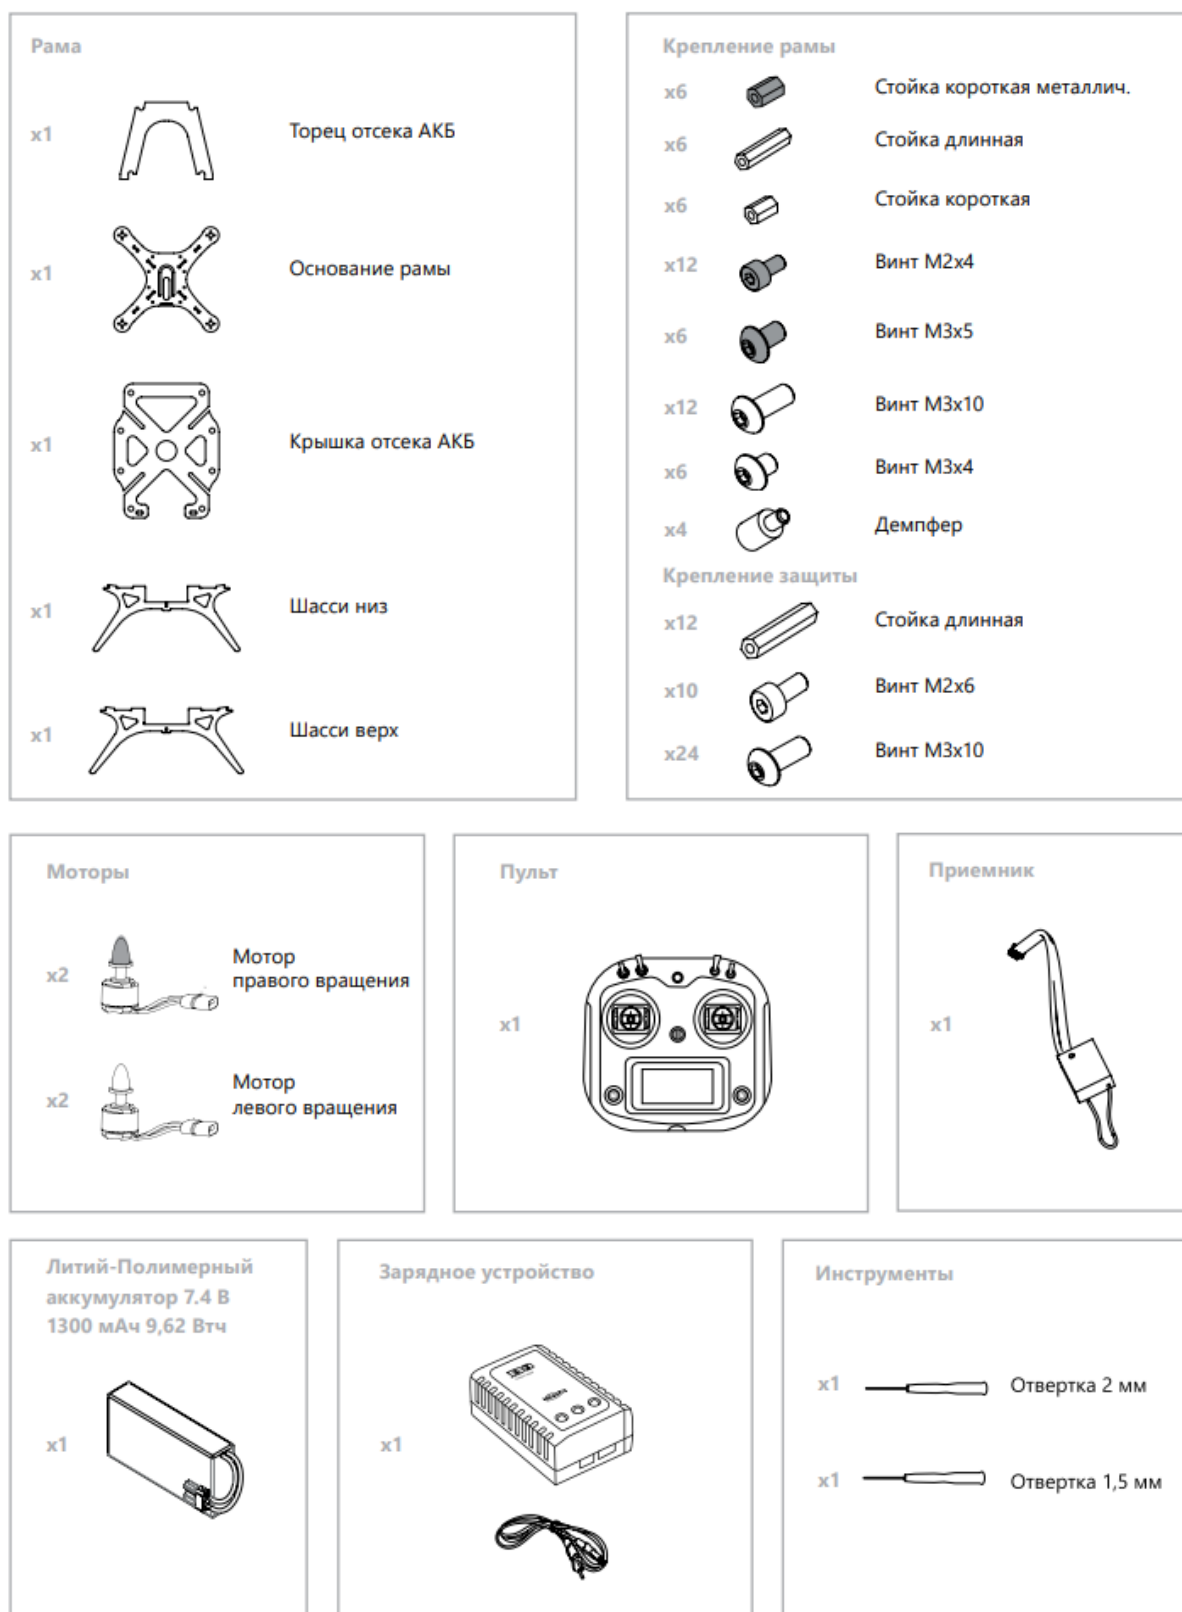 Рама
x1
Торец отсека АКБ
x1
Основание рамы
x1
Крышка отсека АКБ
x1
Шасси низ
x1
Шасси верх
Крепление рамы
x6
Стойка короткая металлич.
x6
Стойка длинная
x6
Стойка короткая
x12
Винт М2х4
x6
Винт М3х5
x12
Винт М3х10
x6
Винт М3х4
x4
Демпфер
Крепление защиты
x12
Стойка длинная
x10
Винт М2х6
x24
Винт М3х10
Моторы
x2
Мотор
правого вращения
x2
Мотор
левого вращения
Пульт
x1
Приемник
x1
Литий-Полимерный
аккумулятор 7.4 В
1300 мАч 9,62 Втч
x1
Зарядное устройство
x1
Инструменты
x1
Отвертка 2 мм
x1
Отвертка 1,5 мм